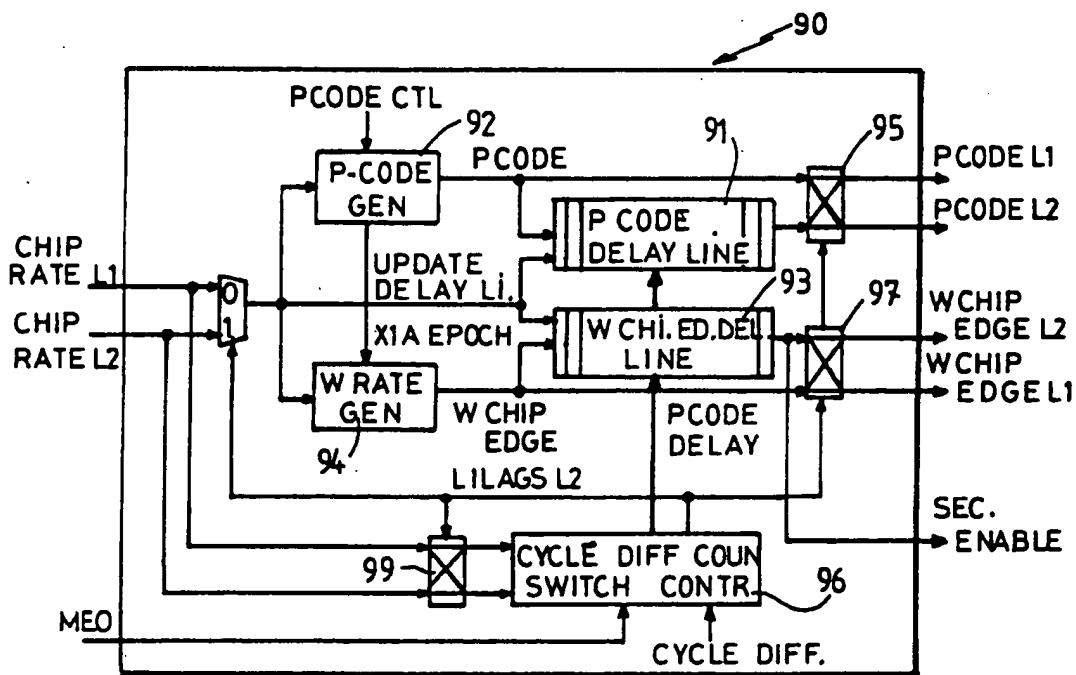 90
PCODE CTL
92
PCODE
91
95
P-CODE
GEN
PCODE L1
PCODE L2
P CODE
DELAY LINE
CHIP
RATE L1
CHIP
RATE L2
0
1
UPDATE
DELAY Li.
X1A EPOCH
93
97
W CHi.ED.DEL
LINE
W CHIP
EDGE L2
W CHIP
EDGE L1
W RATE
GEN
94
W CHIP
EDGE
PCODE
DELAY
L1LAGS L2
SEC.
ENABLE
99
CYCLE DIFF COUN
SWITCH CONTR.
96
MEO
CYCLE DIFF.